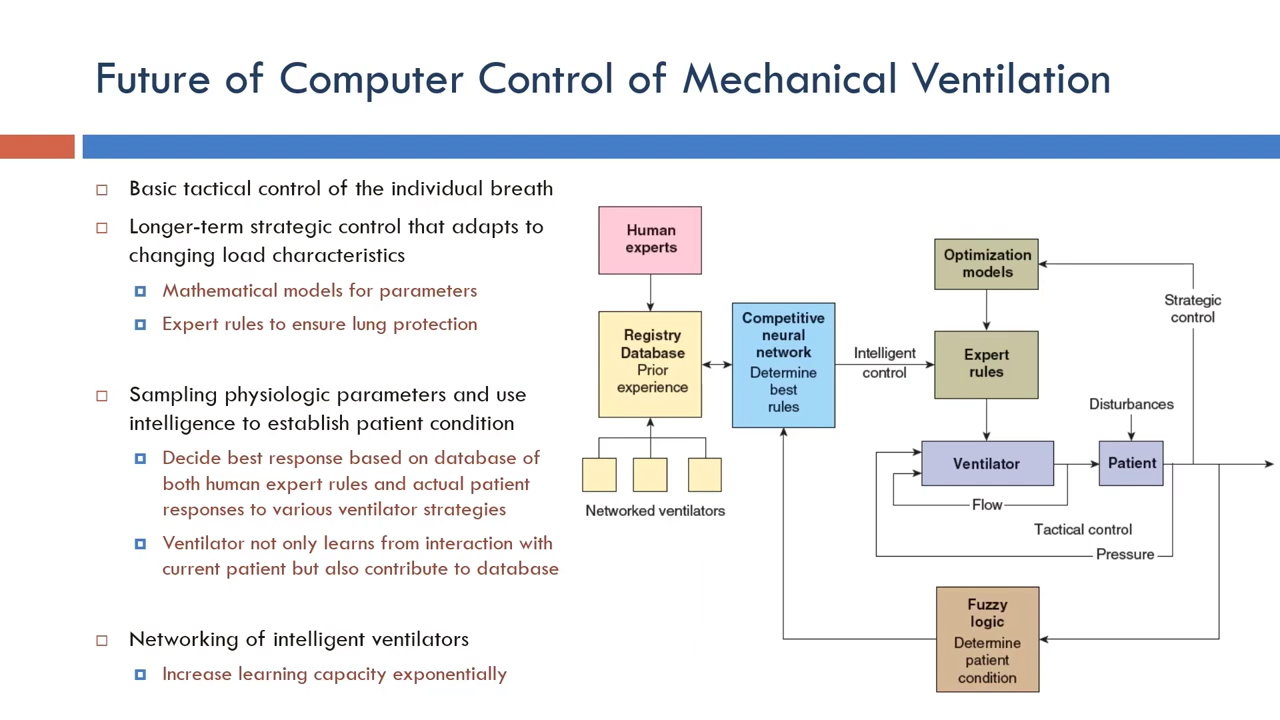 Future of Computer Control of Mechanical Ventilation
Basic tactical control of the individual breath
Longer-term strategic control that adapts to
changing load characteristics
Mathematical models for parameters
Expert rules to ensure lung protection
Sampling physiologic parameters and use
intelligence to establish patient condition
Decide best response based on database of
both human expert rules and actual patient
responses to various ventilator strategies
Ventilator not only learns from interaction with
current patient but also contribute to database
Networking of intelligent ventilators
Increase learning capacity exponentially
Human
experts
Registry
Database
Prior
experience
Networked ventilators
Competitive
neural
network
Determine
best
rules
Intelligent
control
Optimization
models
Expert
rules
Strategic
control
Disturbances
Ventilator
Patient
Flow
Tactical control
Pressure
Fuzzy
logic
Determine
patient
condition